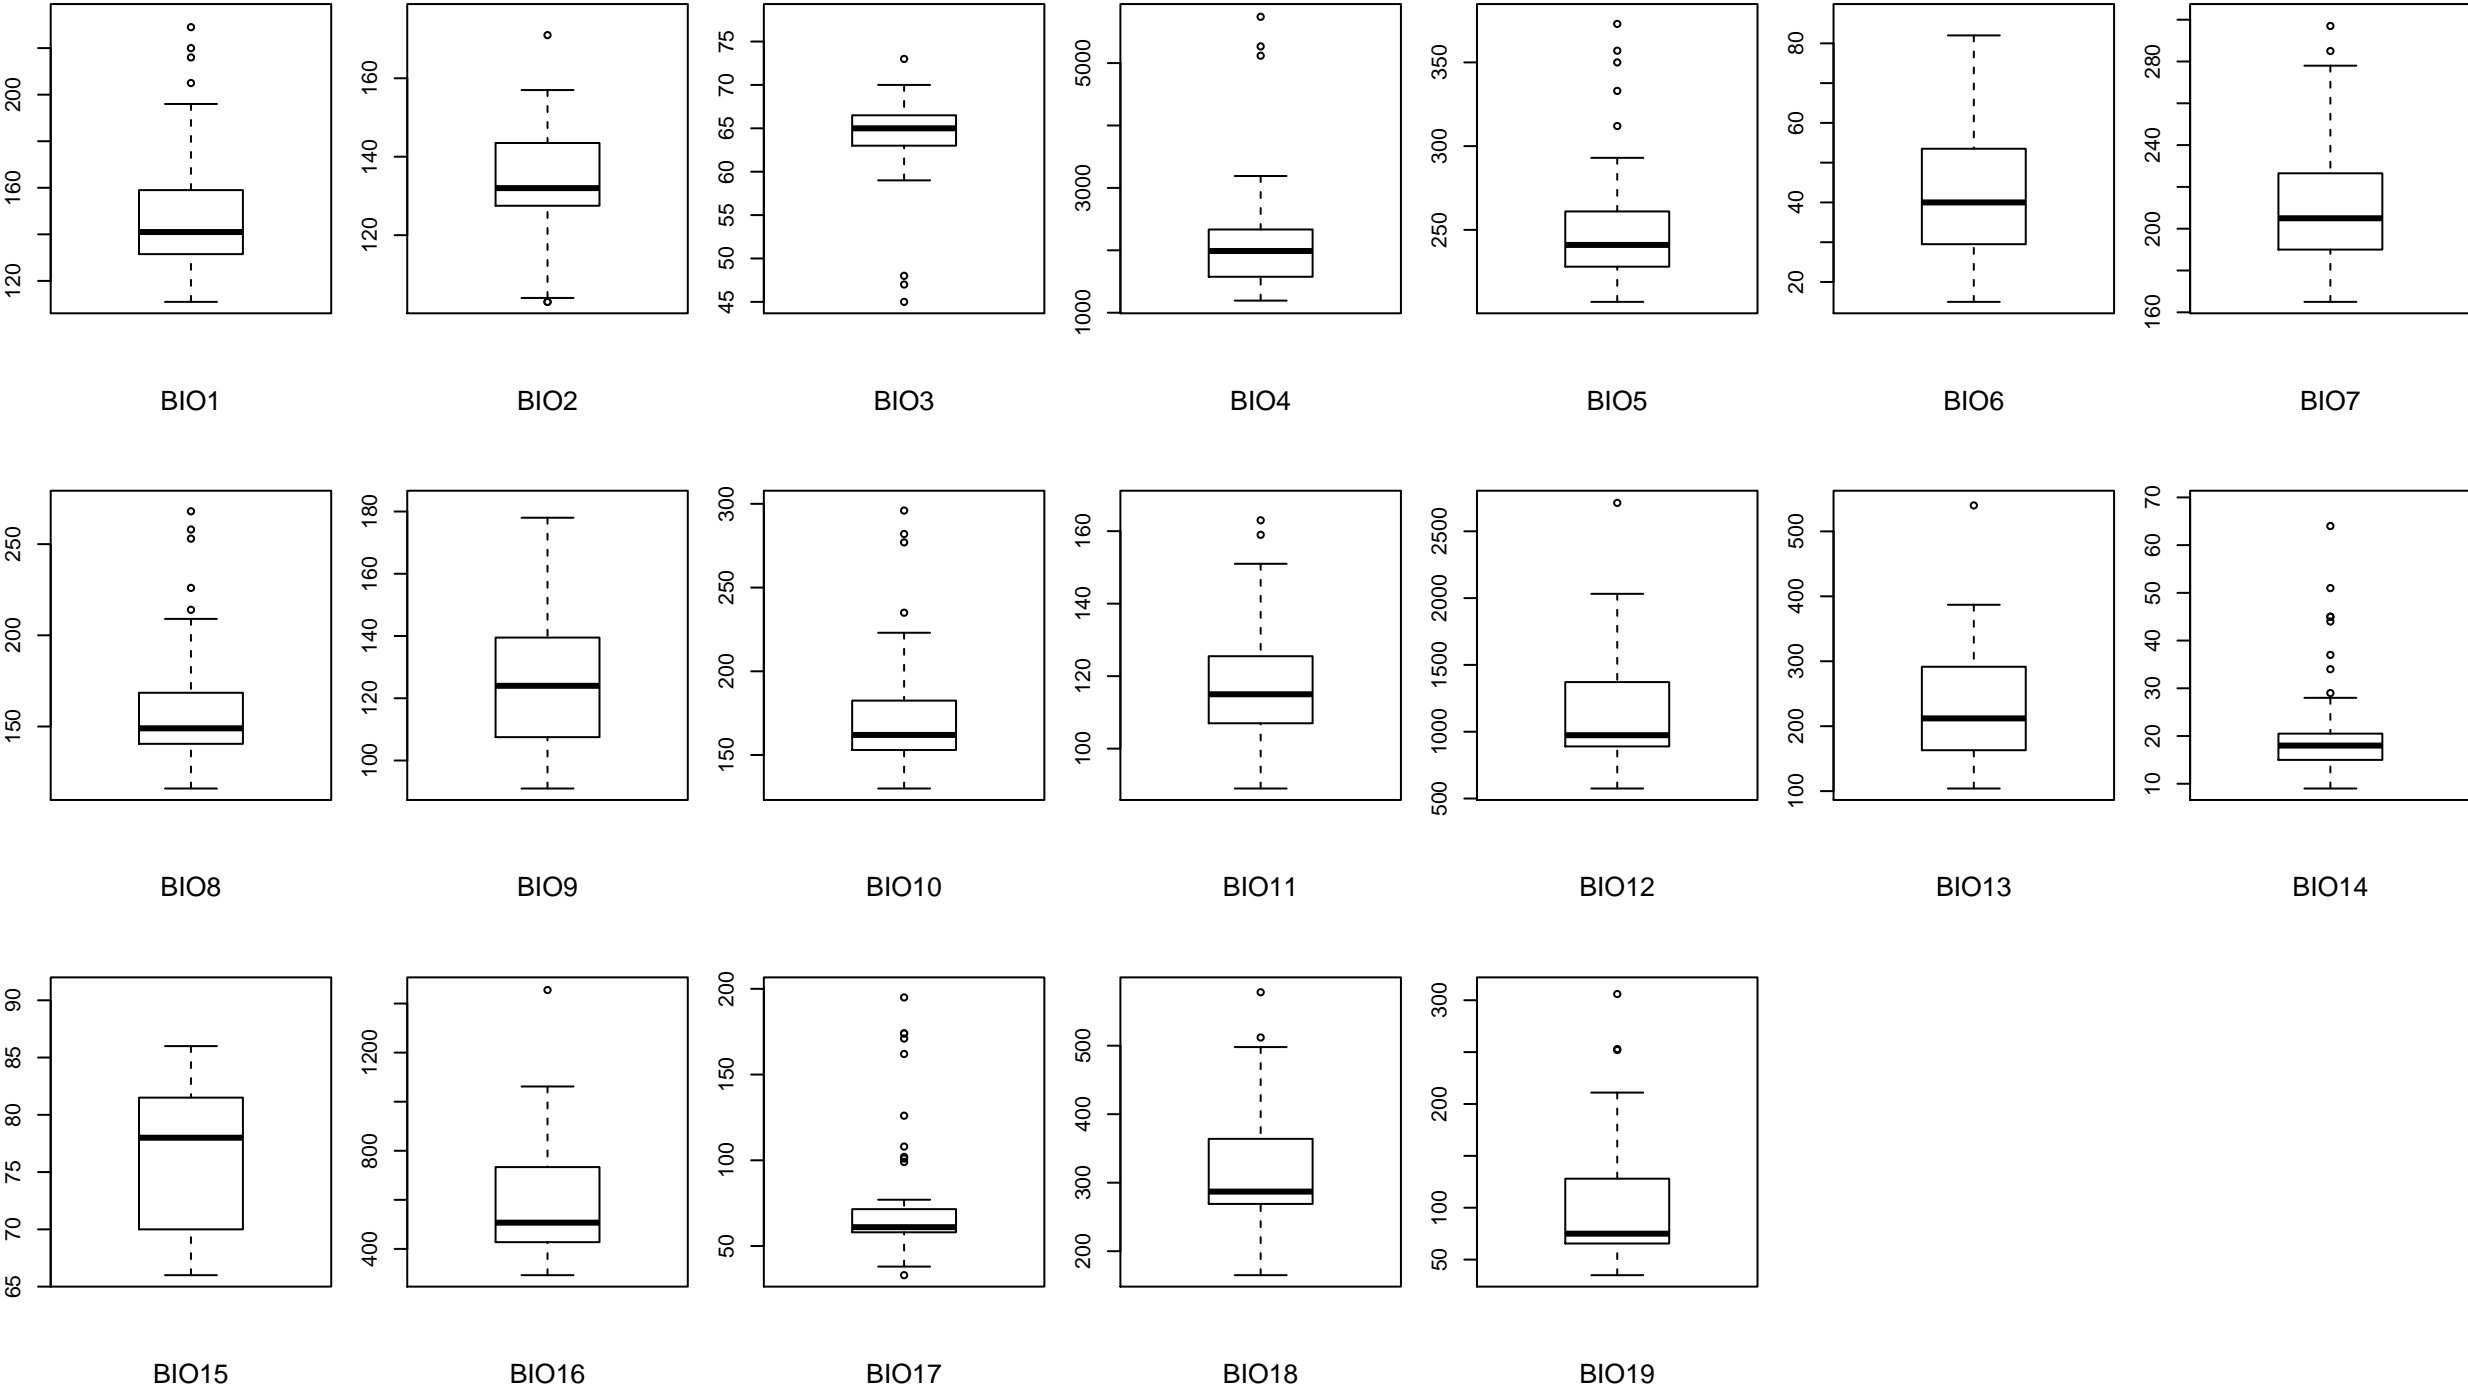 120 160 200
120 140 160
45 50 55 60 65 70 75
1000 3000 5000
250 300 350
20 40 60 80
160 200 240 280
BIO1 BIO2 BIO3 BIO4 BIO5 BIO6 BIO7
150 200 250
100 120 140 160 180
150 200 250 300
100 120 140 160
500 1000 1500 2000 2500
100 200 300 400 500
10 20 30 40 50 60 70
BIO8 BIO9 BIO10 BIO11 BIO12 BIO13 BIO14
65 70 75 80 85 90
400 800 1200
50 100 150 200
200 300 400 500
50 100 200 300
BIO15 BIO16 BIO17 BIO18 BIO19